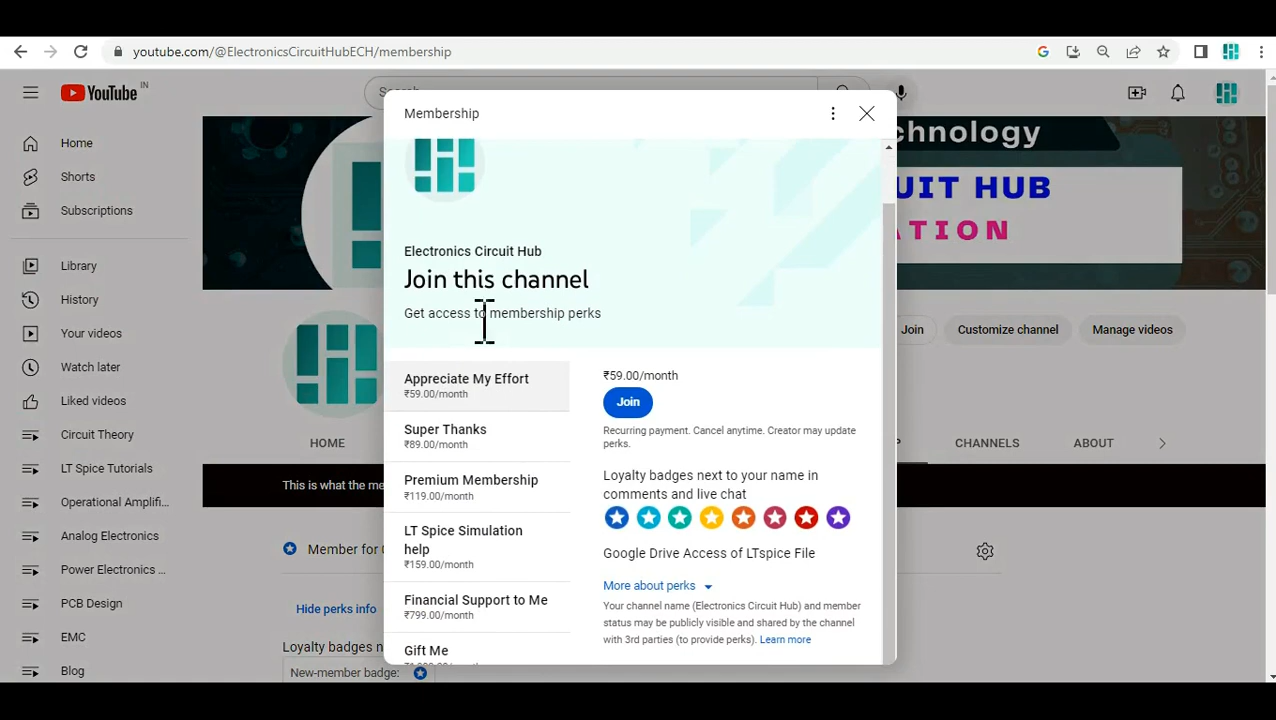 youtube.com/@ElectronicsCircuitHubECH/membership
YouTube IN
Membership
chnology
Home
Shorts
CUIT HUB
Subscriptions
ATION
Electronics Circuit Hub
Library
Join this channel
History
Get access to membership perks
Your videos
Join
Customize channel
Manage videos
Watch later
Appreciate My Effort
₹59.00/month
₹59.00/month
Join
Liked videos
Recurring payment. Cancel anytime. Creator may update
perks.
Circuit Theory
Super Thanks
₹89.00/month
HOME
CHANNELS
ABOUT
LT Spice Tutorials
Premium Membership
₹119.00/month
Loyalty badges next to your name in
comments and live chat
This is what the me
Operational Amplifi...
Analog Electronics
LT Spice Simulation
help
₹159.00/month
Member for
Google Drive Access of LTspice File
Power Electronics ...
More about perks
PCB Design
Hide perks info
Financial Support to Me
₹799.00/month
Your channel name (Electronics Circuit Hub) and member
status may be publicly visible and shared by the channel
with 3rd parties (to provide perks). Learn more
EMC
Loyalty badges n
Gift Me
Blog
New-member badge: